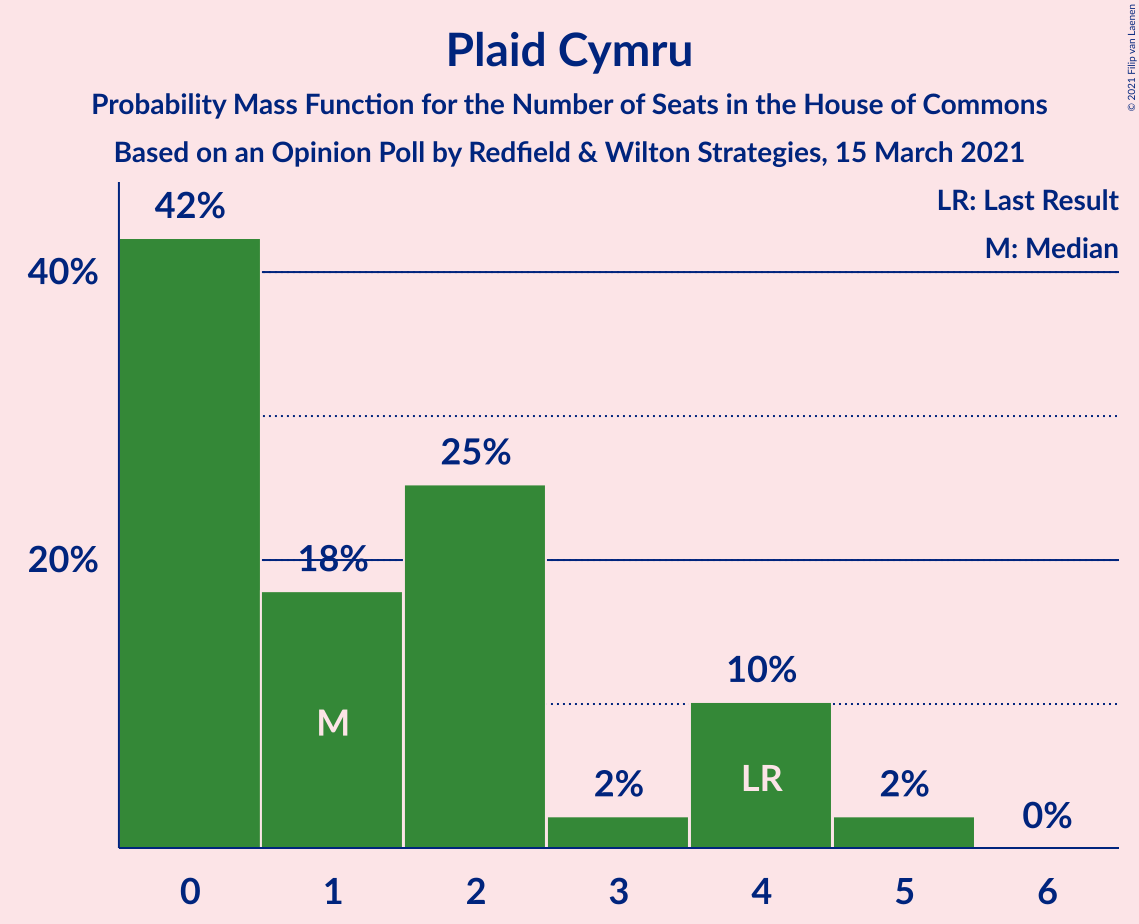 Plaid Cymru
Probability Mass Function for the Number of Seats in the House of Commons
Based on an Opinion Poll by Redfield & Wilton Strategies, 15 March 2021
© 2021 Filip van Laenen
LR: Last Result
M: Median
42%
40%
25%
20%
18%
10%
M
LR
2%
2%
0%
0 1 2 3 4 5 6